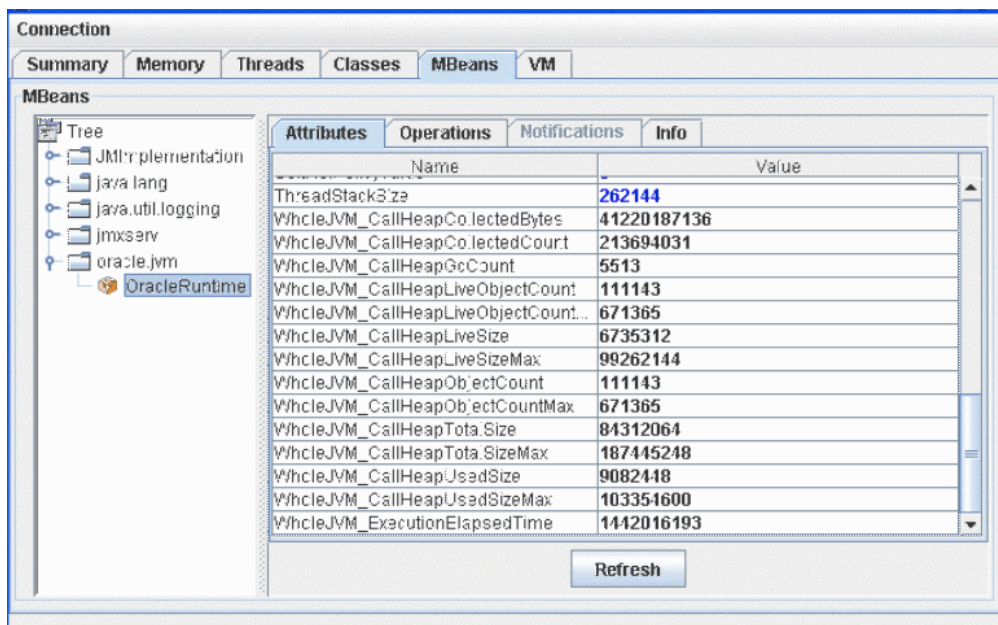 Connection
Summary Memory Threads Classes MBeans VM
MBeans
Tree
JMImplementation
java.lang
java.util.logging
jmxserv
oracle.jvm
OracleRuntime
Attributes Operations Notifications Info
Name Value
ThreadStackSize 262144
WholeJVM_CallHeapCollectedBytes 41220187136
WholeJVM_CallHeapCollectedCount 213694031
WholeJVM_CallHeapGcCount 5513
WholeJVM_CallHeapLiveObjectCount 111143
WholeJVM_CallHeapLiveObjectCount... 671365
WholeJVM_CallHeapLiveSize 6735312
WholeJVM_CallHeapLiveSizeMax 99262144
WholeJVM_CallHeapObjectCount 111143
WholeJVM_CallHeapObjectCountMax 671365
WholeJVM_CallHeapTotalSize 84312064
WholeJVM_CallHeapTotalSizeMax 187445248
WholeJVM_CallHeapUsedSize 9082448
WholeJVM_CallHeapUsedSizeMax 103354600
WholeJVM_ExecutionElapsedTime 1442016193
Refresh